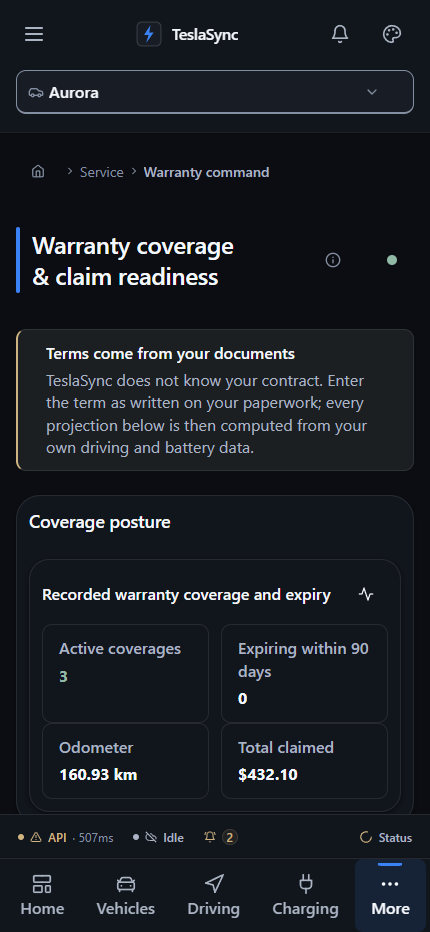 TeslaSync
Aurora
Service
Warranty command
Warranty coverage
& claim readiness
Terms come from your documents
TeslaSync does not know your contract. Enter
the term as written on your paperwork; every
projection below is then computed from your
own driving and battery data.
Coverage posture
Recorded warranty coverage and expiry
Active coverages
3
Expiring within 90
days
0
Odometer
160.93 km
Total claimed
$432.10
API · 507ms
Idle
2
Status
Home
Vehicles
Driving
Charging
More